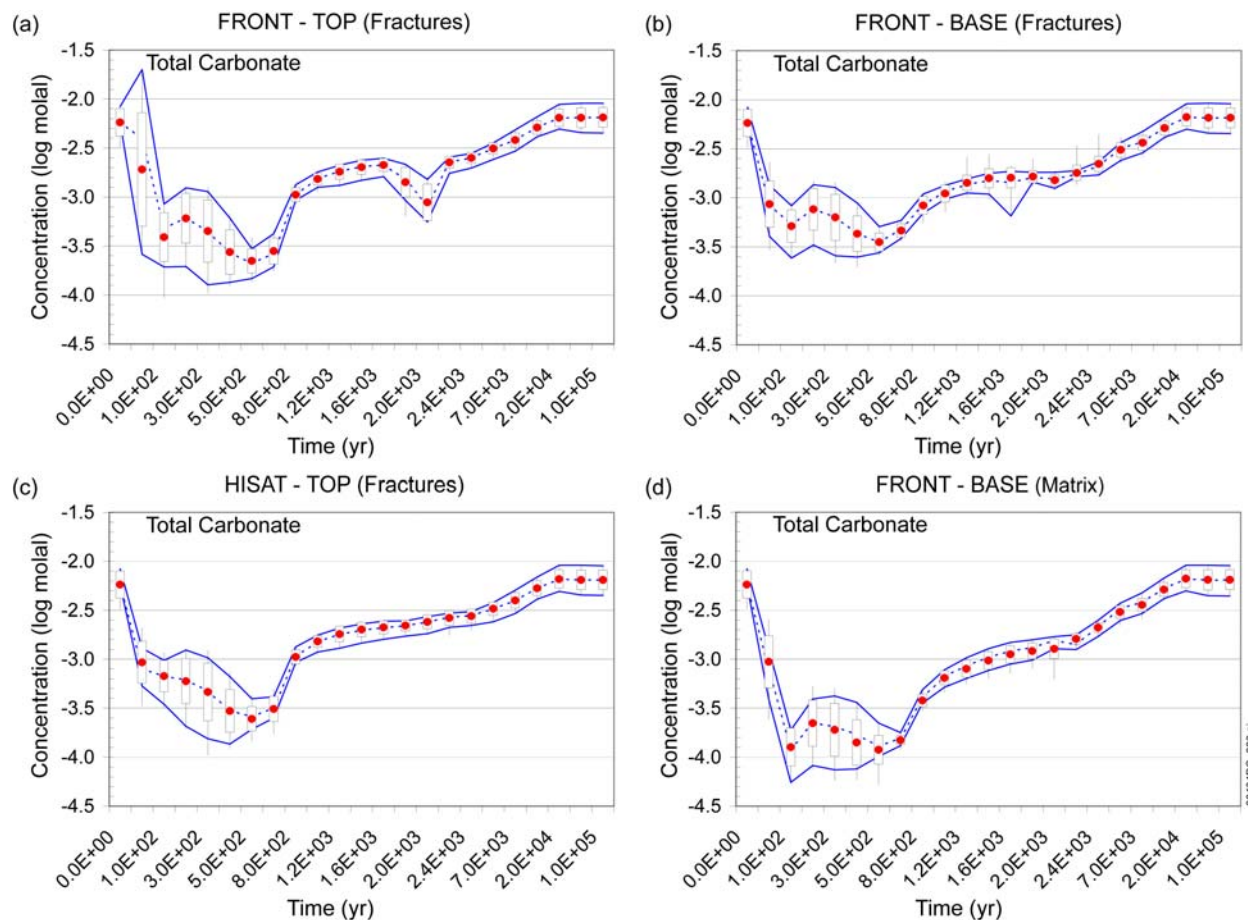 (a) FRONT - TOP (Fractures)
Total Carbonate
Concentration (log molal)
-1.5
-2.0
-2.5
-3.0
-3.5
-4.0
-4.5
0.0E+00 1.0E+02 3.0E+02 5.0E+02 8.0E+02 1.2E+03 1.6E+03 2.0E+03 2.4E+03 7.0E+03 2.0E+04 1.0E+05
Time (yr)
(b) FRONT - BASE (Fractures)
Total Carbonate
Concentration (log molal)
-1.5
-2.0
-2.5
-3.0
-3.5
-4.0
-4.5
0.0E+00 1.0E+02 3.0E+02 5.0E+02 8.0E+02 1.2E+03 1.6E+03 2.0E+03 2.4E+03 7.0E+03 2.0E+04 1.0E+05
Time (yr)
(c) HISAT - TOP (Fractures)
Total Carbonate
Concentration (log molal)
-1.5
-2.0
-2.5
-3.0
-3.5
-4.0
-4.5
0.0E+00 1.0E+02 3.0E+02 5.0E+02 8.0E+02 1.2E+03 1.6E+03 2.0E+03 2.4E+03 7.0E+03 2.0E+04 1.0E+05
Time (yr)
(d) FRONT - BASE (Matrix)
Total Carbonate
Concentration (log molal)
-1.5
-2.0
-2.5
-3.0
-3.5
-4.0
-4.5
0.0E+00 1.0E+02 3.0E+02 5.0E+02 8.0E+02 1.2E+03 1.6E+03 2.0E+03 2.4E+03 7.0E+03 2.0E+04 1.0E+05
Time (yr)